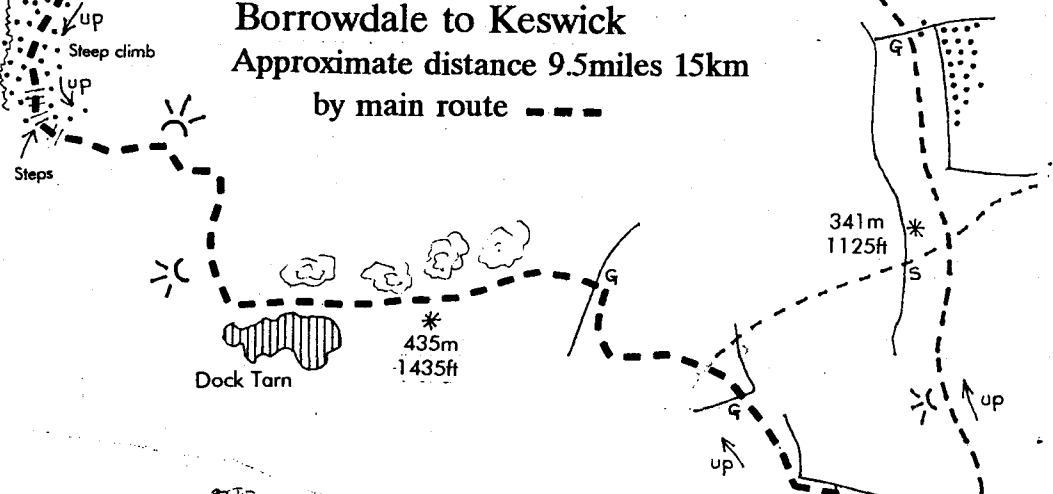 Borrowdale to Keswick
Approximate distance 9.5miles 15km
by main route
up
Steep climb
up
Steps
G
341m
1125ft
S
G
435m
1435ft
Dock Tarn
G
up
up